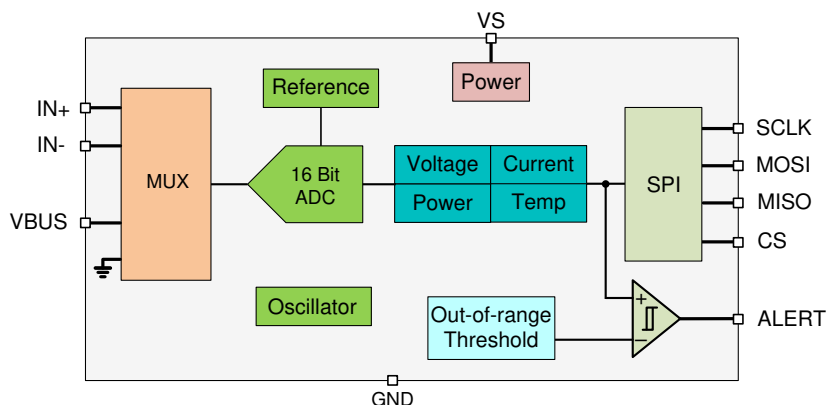 VS
Power
Reference
IN+
IN-
VBUS
MUX
16 Bit
ADC
Voltage
Current
Power
Temp
SPI
SCLK
MOSI
MISO
CS
Oscillator
Out-of-range
Threshold
+
−
ALERT
GND